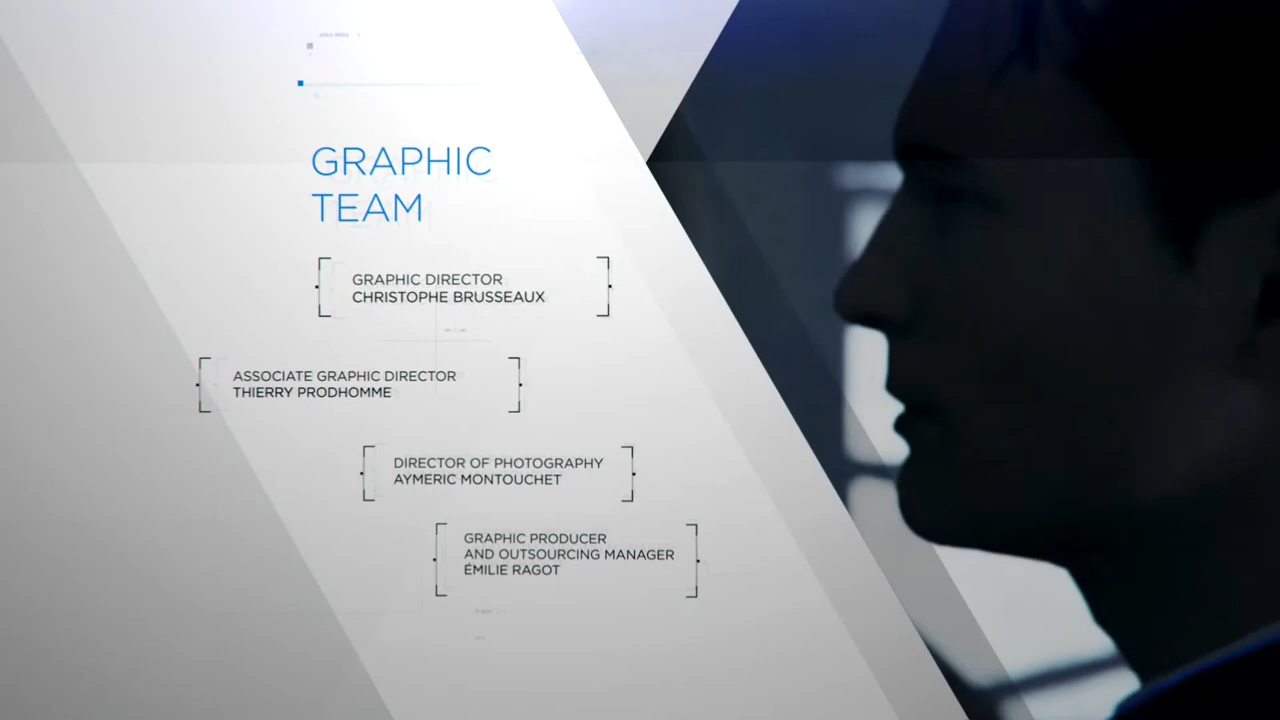 GRAPHIC
TEAM
GRAPHIC DIRECTOR
CHRISTOPHE BRUSSEAUX
ASSOCIATE GRAPHIC DIRECTOR
THIERRY PRODHOMME
DIRECTOR OF PHOTOGRAPHY
AYMERIC MONTOUCHET
GRAPHIC PRODUCER
AND OUTSOURCING MANAGER
ÉMILIE RAGOT